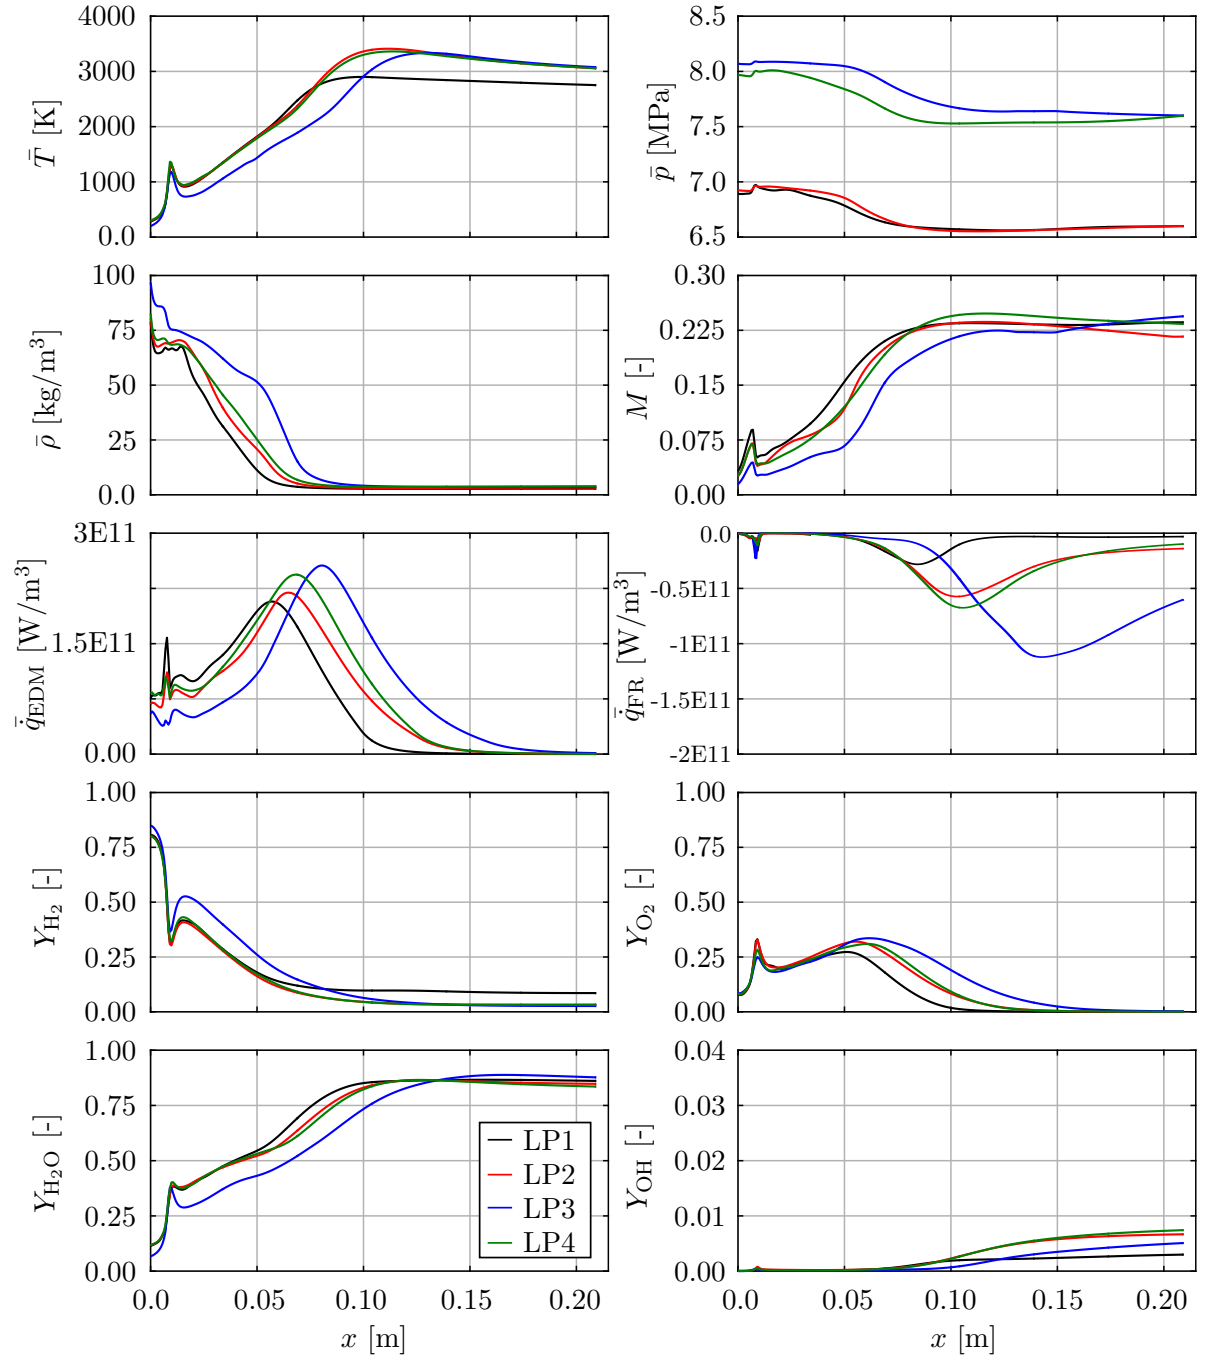 4000
3000
2000
1000
0.0
T̄ [K]
8.5
8.0
7.5
7.0
6.5
p̄ [MPa]
100
75
50
25
0.0
ρ̄ [kg/m³]
0.30
0.225
0.15
0.075
0.00
M [-]
3E11
1.5E11
0.00
q̇̄EDM [W/m³]
0.0
-0.5E11
-1E11
-1.5E11
-2E11
q̇̄FR [W/m³]
1.00
0.75
0.50
0.25
0.00
YH₂ [-]
1.00
0.75
0.50
0.25
0.00
YO₂ [-]
1.00
0.75
0.50
0.25
0.00
YH₂O [-]
LP1
LP2
LP3
LP4
0.0 0.05 0.10 0.15 0.20
x [m]
0.04
0.03
0.02
0.01
0.00
YOH [-]
0.0 0.05 0.10 0.15 0.20
x [m]